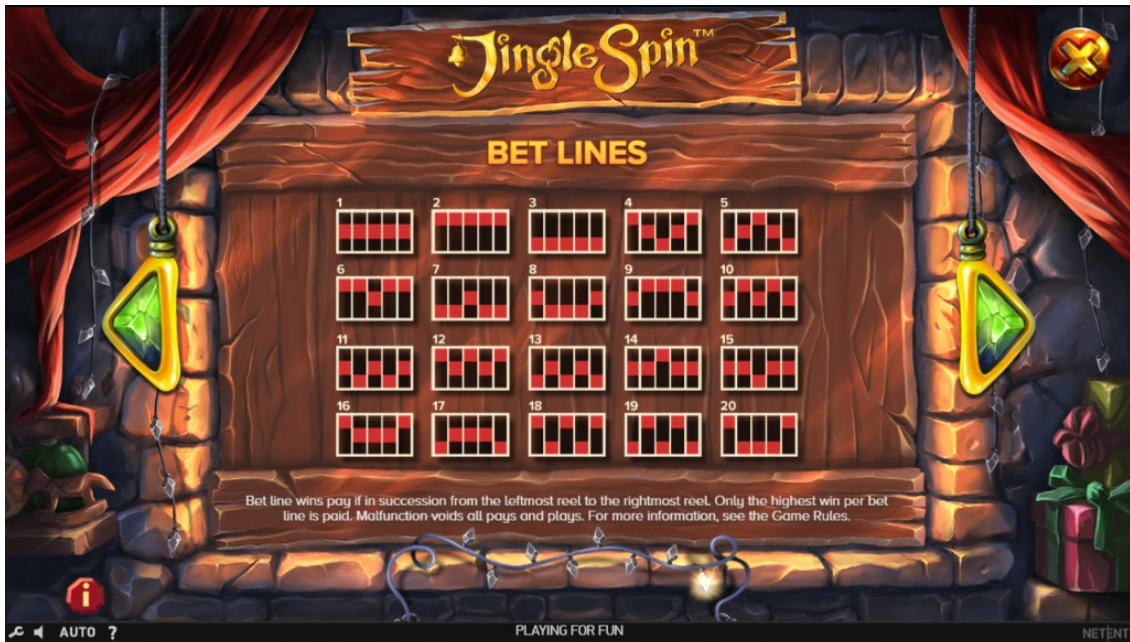 Jingle Spin™
BET LINES
1 2 3 4 5
6 7 8 9 10
11 12 13 14 15
16 17 18 19 20
Bet line wins pay if in succession from the leftmost reel to the rightmost reel. Only the highest win per bet
line is paid. Malfunction voids all pays and plays. For more information, see the Game Rules.
i
AUTO ? PLAYING FOR FUN NETENT